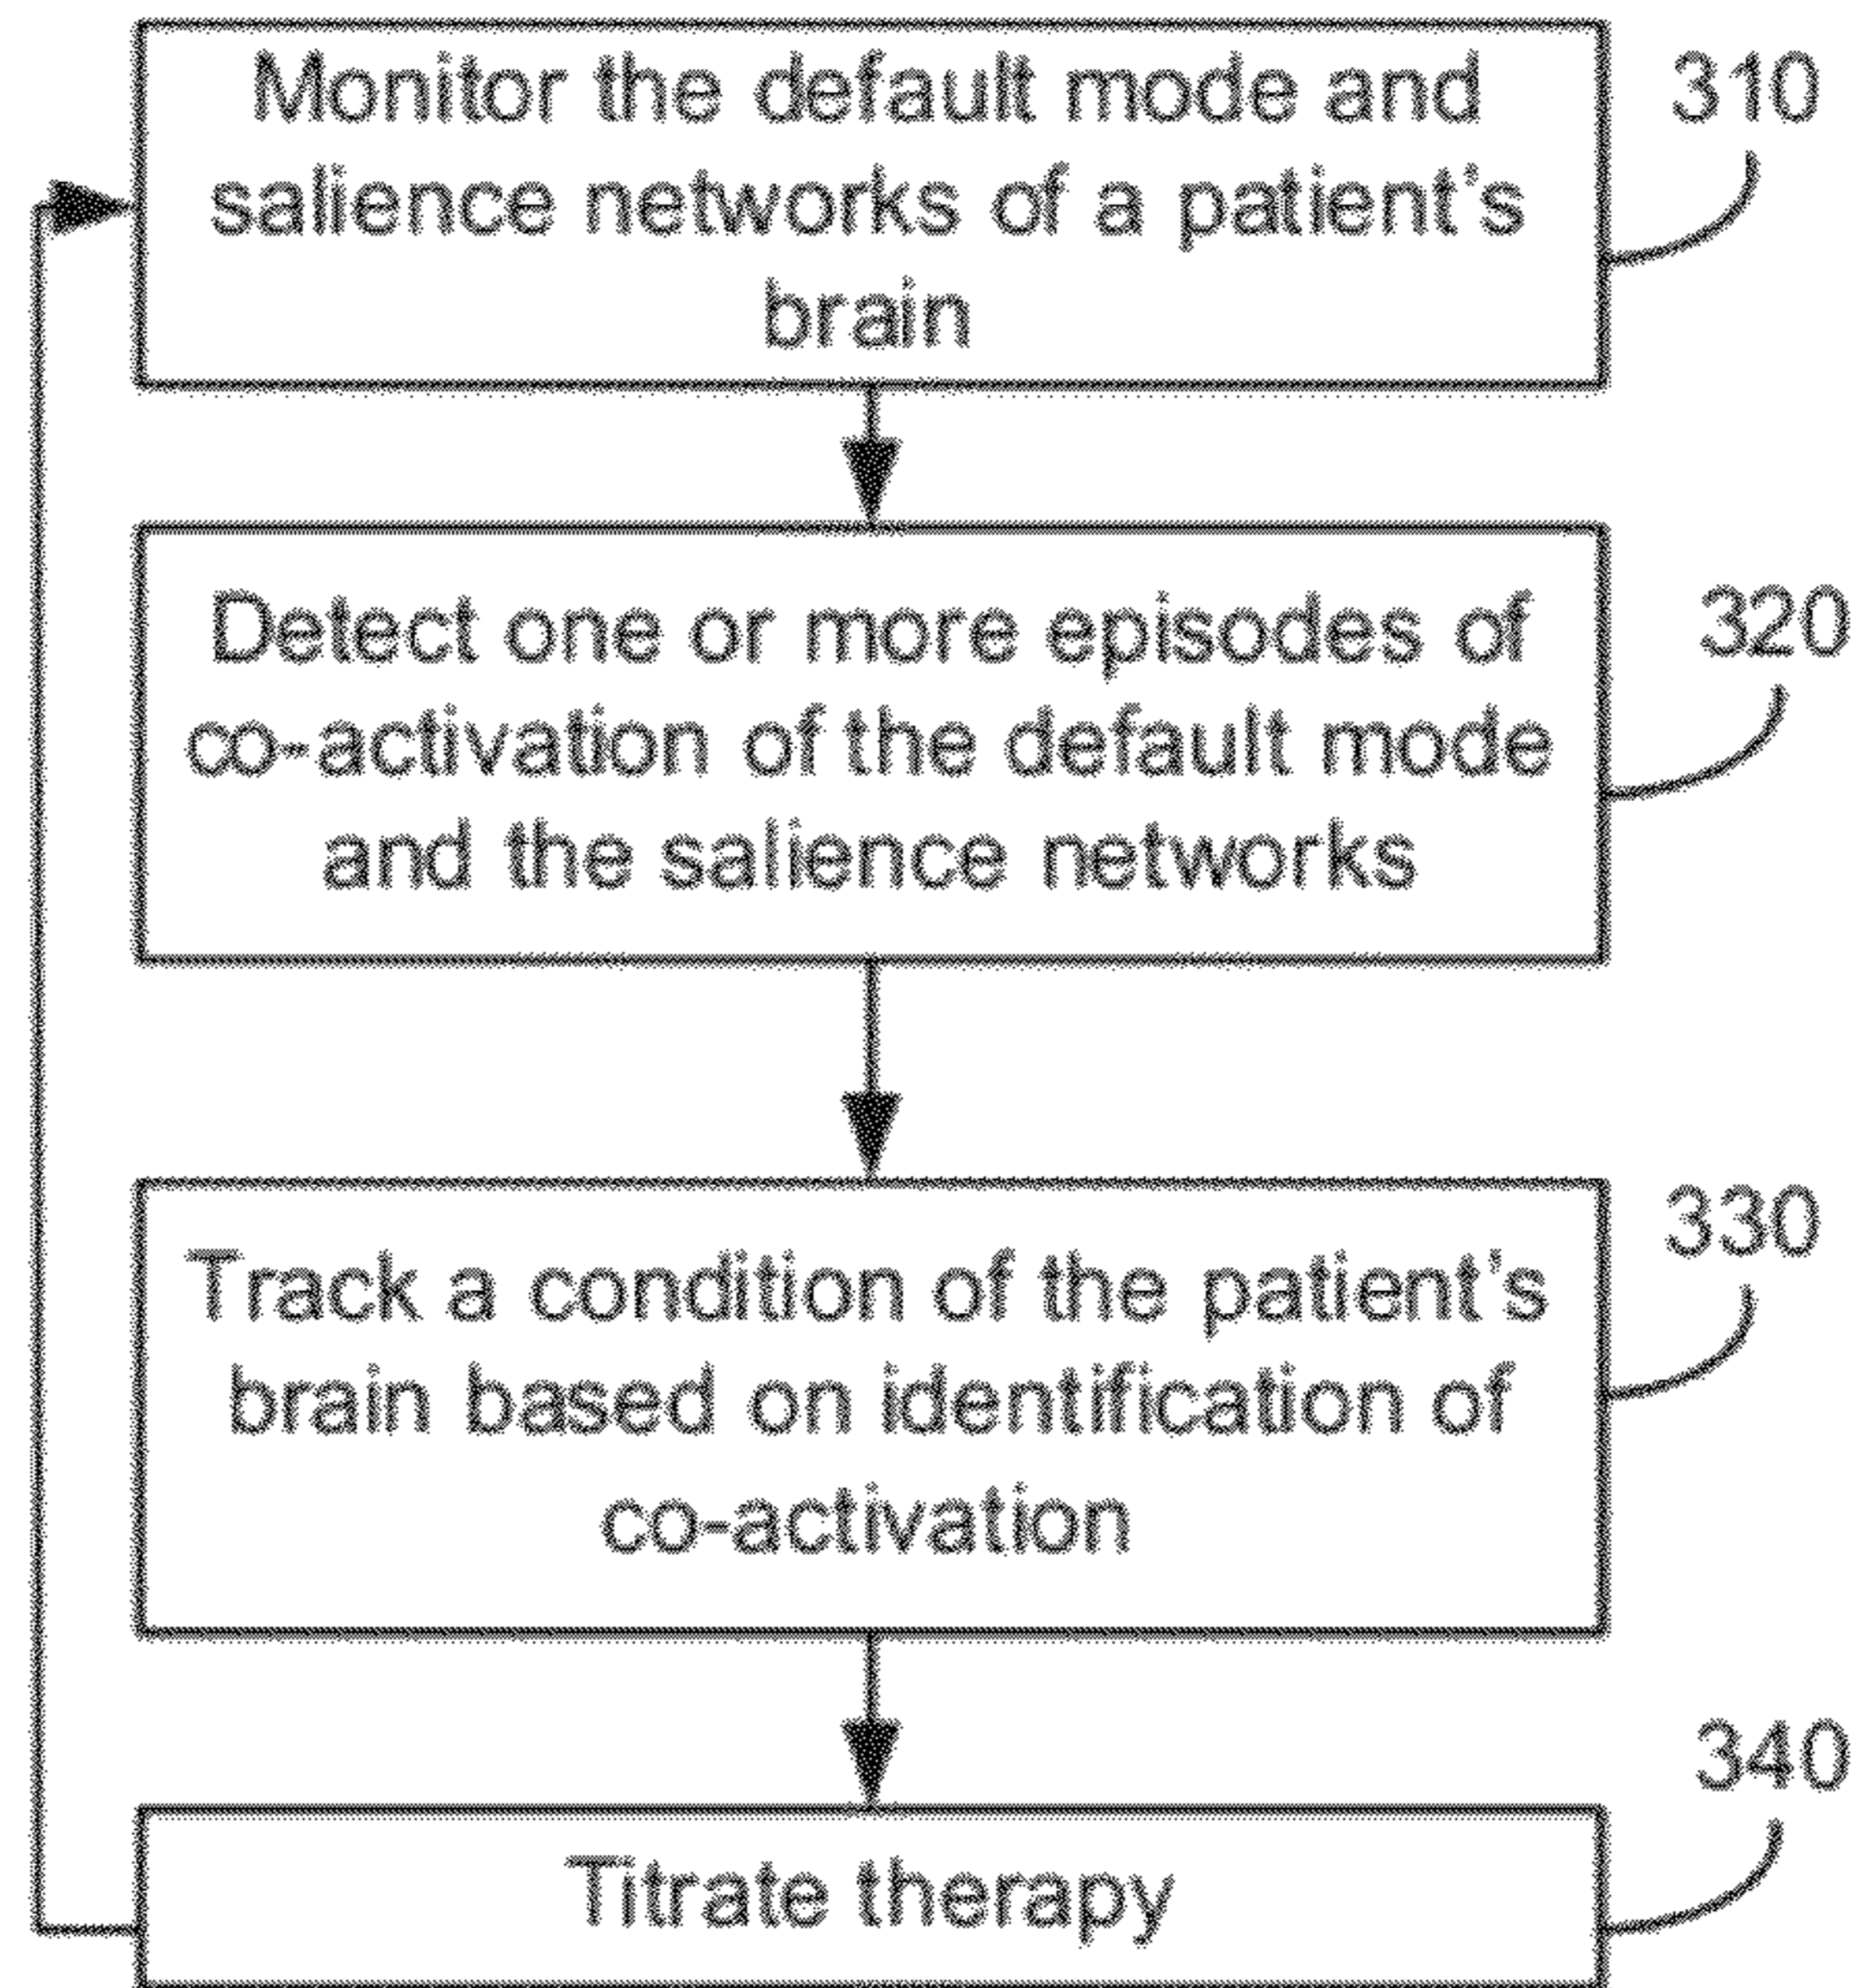 Monitor the default mode and
salience networks of a patient's
brain
310
Detect one or more episodes of
co-activation of the default mode
and the salience networks
320
Track a condition of the patient's
brain based on identification of
co-activation
330
Titrate therapy
340